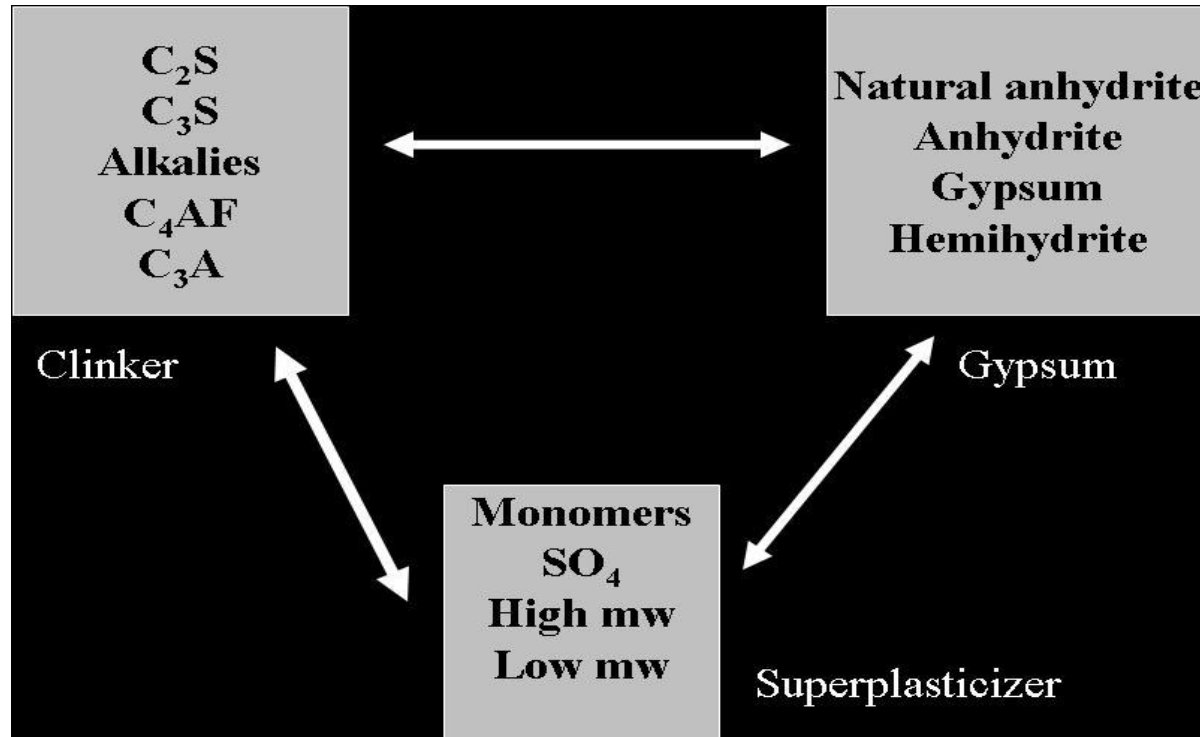 C₂S
C₃S
Alkalies
C₄AF
C₃A
Clinker
Natural anhydrite
Anhydrite
Gypsum
Hemihydrite
Gypsum
Monomers
SO₄
High mw
Low mw
Superplasticizer